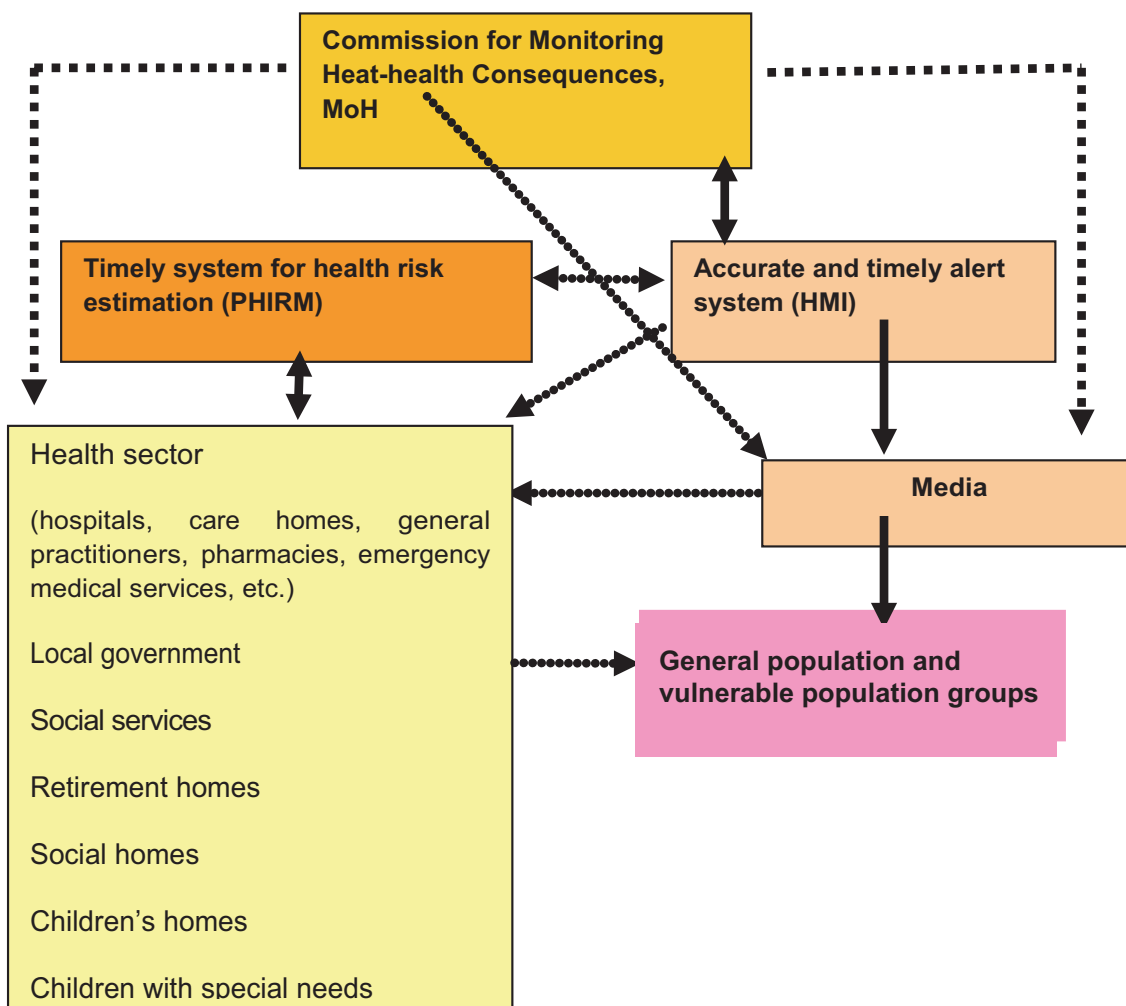 Commission for Monitoring
Heat-health Consequences,
MoH
Timely system for health risk
estimation (PHIRM)
Accurate and timely alert
system (HMI)
Health sector
(hospitals, care homes, general
practitioners, pharmacies, emergency
medical services, etc.)
Local government
Social services
Retirement homes
Social homes
Children’s homes
Children with special needs
Media
General population and
vulnerable population groups